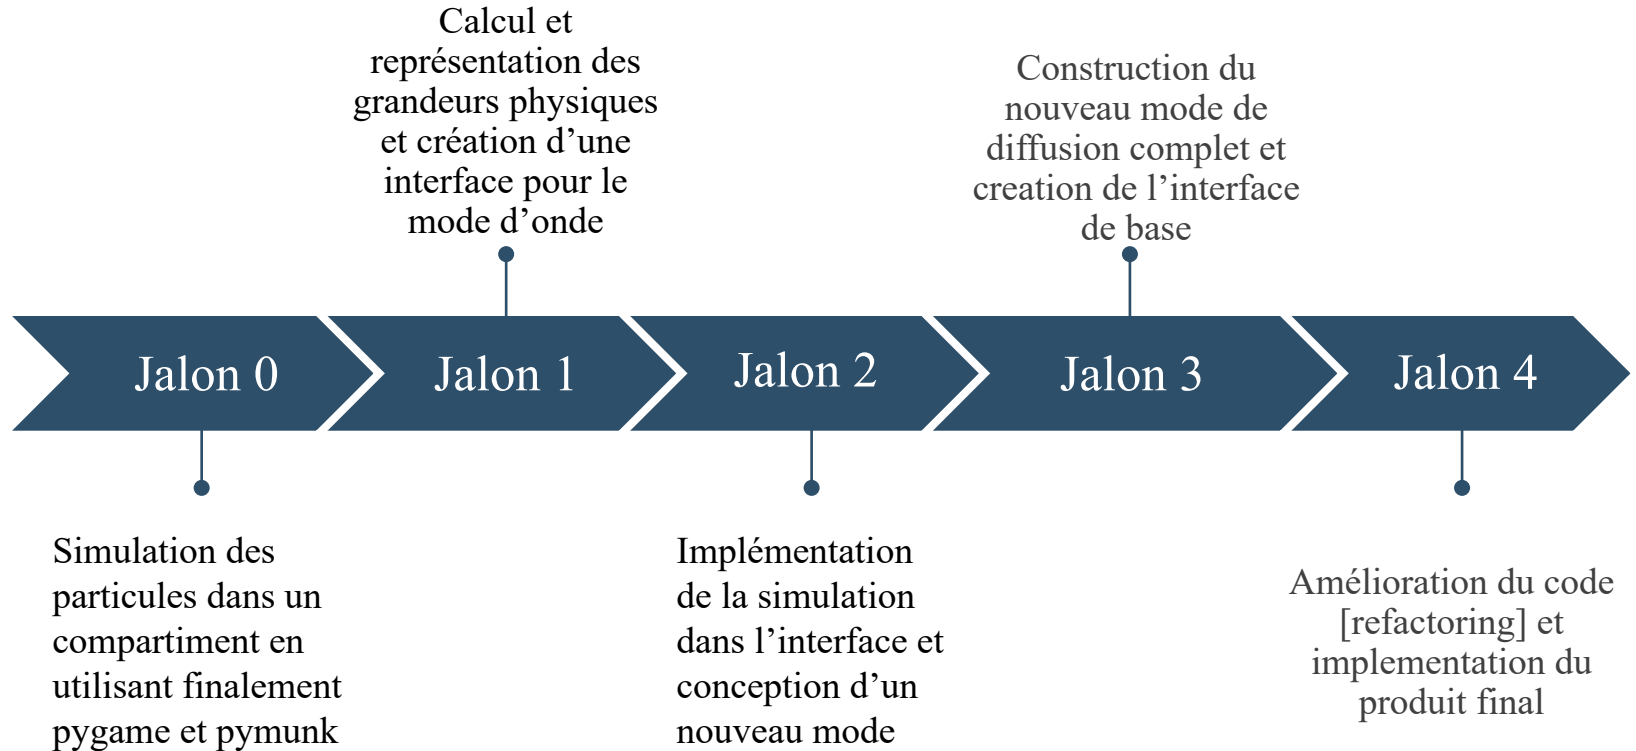 Calcul et
représentation des
grandeurs physiques
et création d’une
interface pour le
mode d’onde
Construction du
nouveau mode de
diffusion complet et
creation de l’interface
de base
Jalon 0
Jalon 1
Jalon 2
Jalon 3
Jalon 4
Simulation des
particules dans un
compartiment en
utilisant finalement
pygame et pymunk
Implémentation
de la simulation
dans l’interface et
conception d’un
nouveau mode
Amélioration du code
[refactoring] et
implementation du
produit final